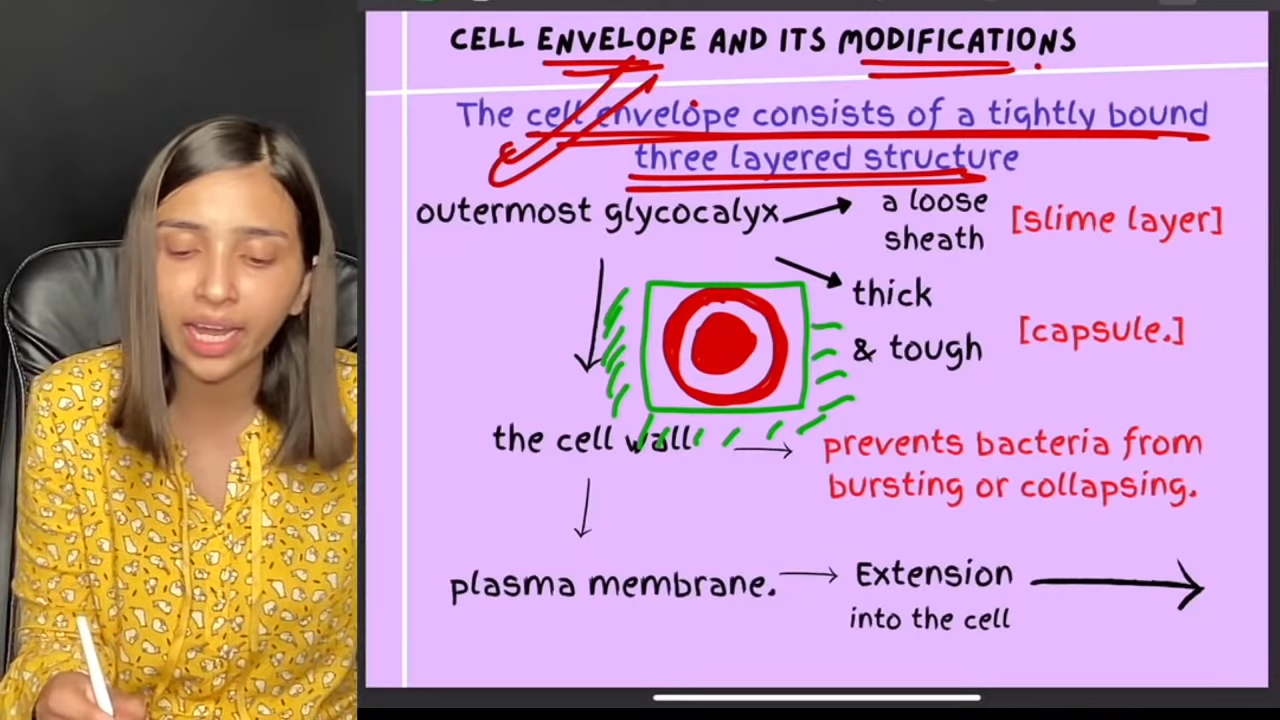 CELL ENVELOPE AND ITS MODIFICATIONS
The cell envelope consists of a tightly bound
three layered structure
outermost glycocalyx
a loose
sheath
[slime layer]
thick
& tough
[capsule.]
the cell wall
prevents bacteria from
bursting or collapsing.
plasma membrane.
Extension
into the cell